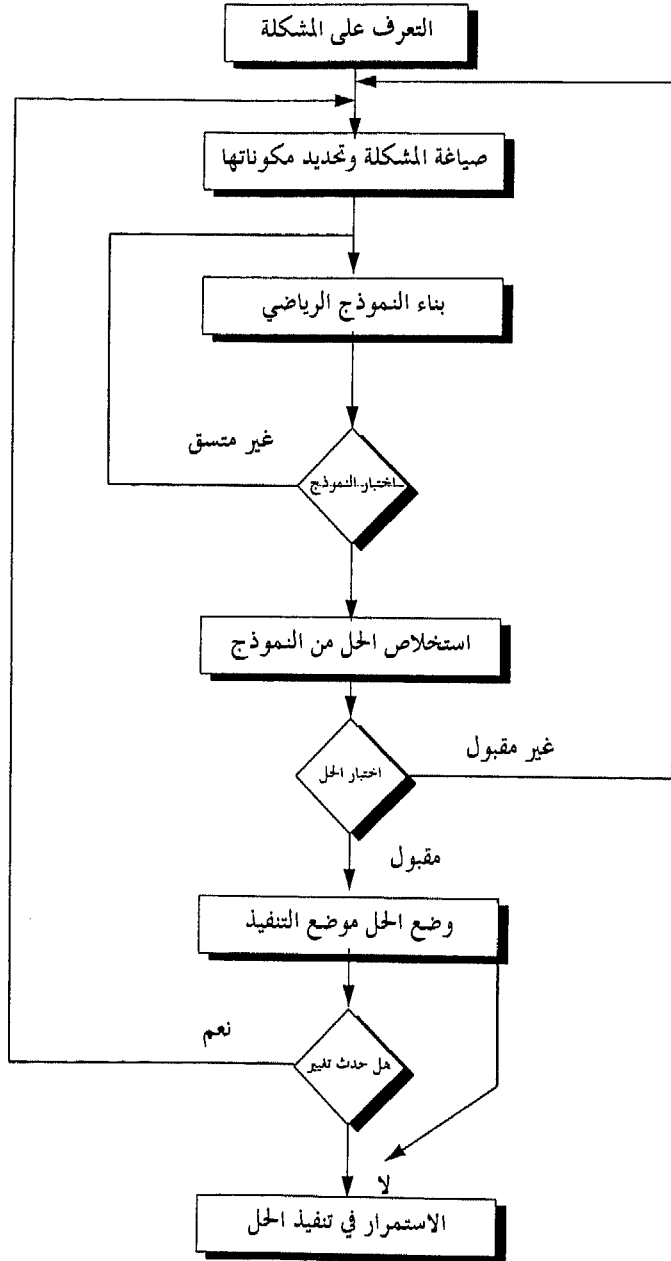 التعرف على المشكلة
صياغة المشكلة وتحديد مكوناتها
بناء النموذج الرياضي
غير متسق
اختبار النموذج
استخلاص الحل من النموذج
غير مقبول
اختبار الحل
مقبول
وضع الحل موضع التنفيذ
نعم
هل حدث تغيير
لا
الاستمرار في تنفيذ الحل